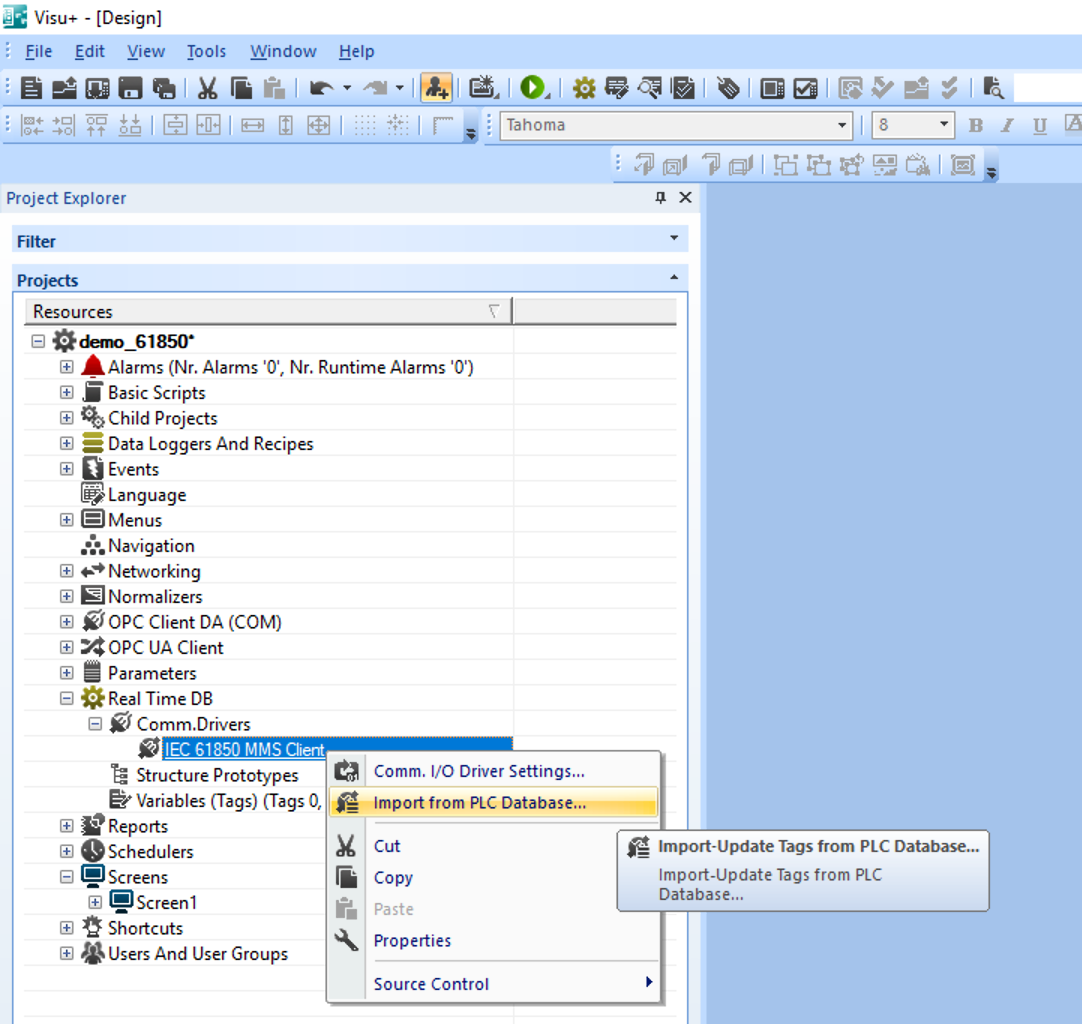 Visu+ - [Design]
File Edit View Tools Window Help
Tahoma 8 B I U A
Project Explorer
Filter
Projects
Resources
demo_61850*
Alarms (Nr. Alarms '0', Nr. Runtime Alarms '0')
Basic Scripts
Child Projects
Data Loggers And Recipes
Events
Language
Menus
Navigation
Networking
Normalizers
OPC Client DA (COM)
OPC UA Client
Parameters
Real Time DB
Comm.Drivers
IEC 61850 MMS Client
Structure Prototypes
Variables (Tags) (Tags 0,
Reports
Schedulers
Screens
Screen1
Shortcuts
Users And User Groups
Comm. I/O Driver Settings...
Import from PLC Database...
Cut
Copy
Paste
Properties
Source Control
Import-Update Tags from PLC Database...
Import-Update Tags from PLC
Database...